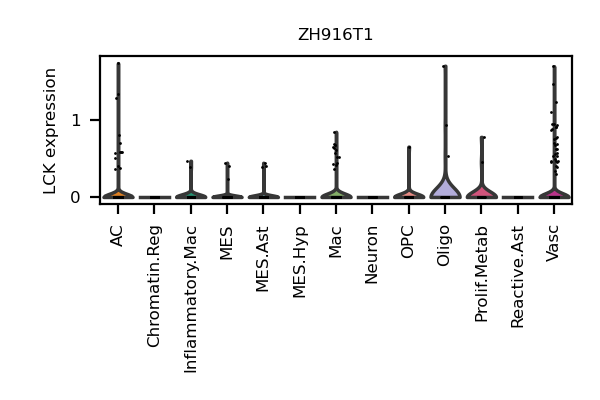 ZH916T1
LCK expression
1
0
AC
Chromatin.Reg
Inflammatory.Mac
MES
MES.Ast
MES.Hyp
Mac
Neuron
OPC
Oligo
Prolif.Metab
Reactive.Ast
Vasc